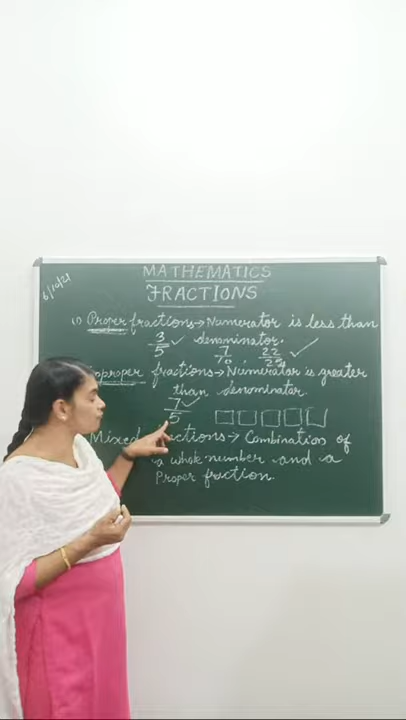 6/10/21
MATHEMATICS
FRACTIONS
(1) Proper fractions → Numerator is less than
denominator.
3/5 ✓ 7/10, 22/25 ✓
Improper fractions → Numerator is greater
than denominator.
7/5 ✓
Mixed fractions → Combination of
a whole number and a
Proper fraction.